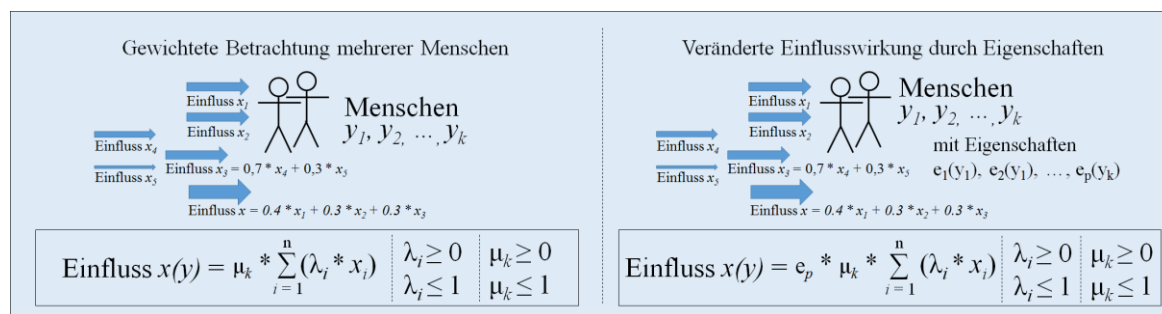 Gewichtete Betrachtung mehrerer Menschen
Einfluss x₁
Einfluss x₂
Menschen
y₁, y₂, ..., yₖ
Einfluss x₄
Einfluss x₅
Einfluss x₃ = 0,7 * x₄ + 0,3 * x₅
Einfluss x = 0.4 * x₁ + 0.3 * x₂ + 0.3 * x₃
Einfluss x(y) = μₖ * ∑ⁿᵢ₌₁ (λᵢ * xᵢ) λᵢ ≥ 0 μₖ ≥ 0
λᵢ ≤ 1 μₖ ≤ 1
Veränderte Einflusswirkung durch Eigenschaften
Einfluss x₁
Einfluss x₂
Menschen
y₁, y₂, ..., yₖ
mit Eigenschaften
e₁(y₁), e₂(y₁), ..., eₚ(yₖ)
Einfluss x₄
Einfluss x₅
Einfluss x₃ = 0,7 * x₄ + 0,3 * x₅
Einfluss x = 0.4 * x₁ + 0.3 * x₂ + 0.3 * x₃
Einfluss x(y) = eₚ * μₖ * ∑ⁿᵢ₌₁ (λᵢ * xᵢ) λᵢ ≥ 0 μₖ ≥ 0
λᵢ ≤ 1 μₖ ≤ 1